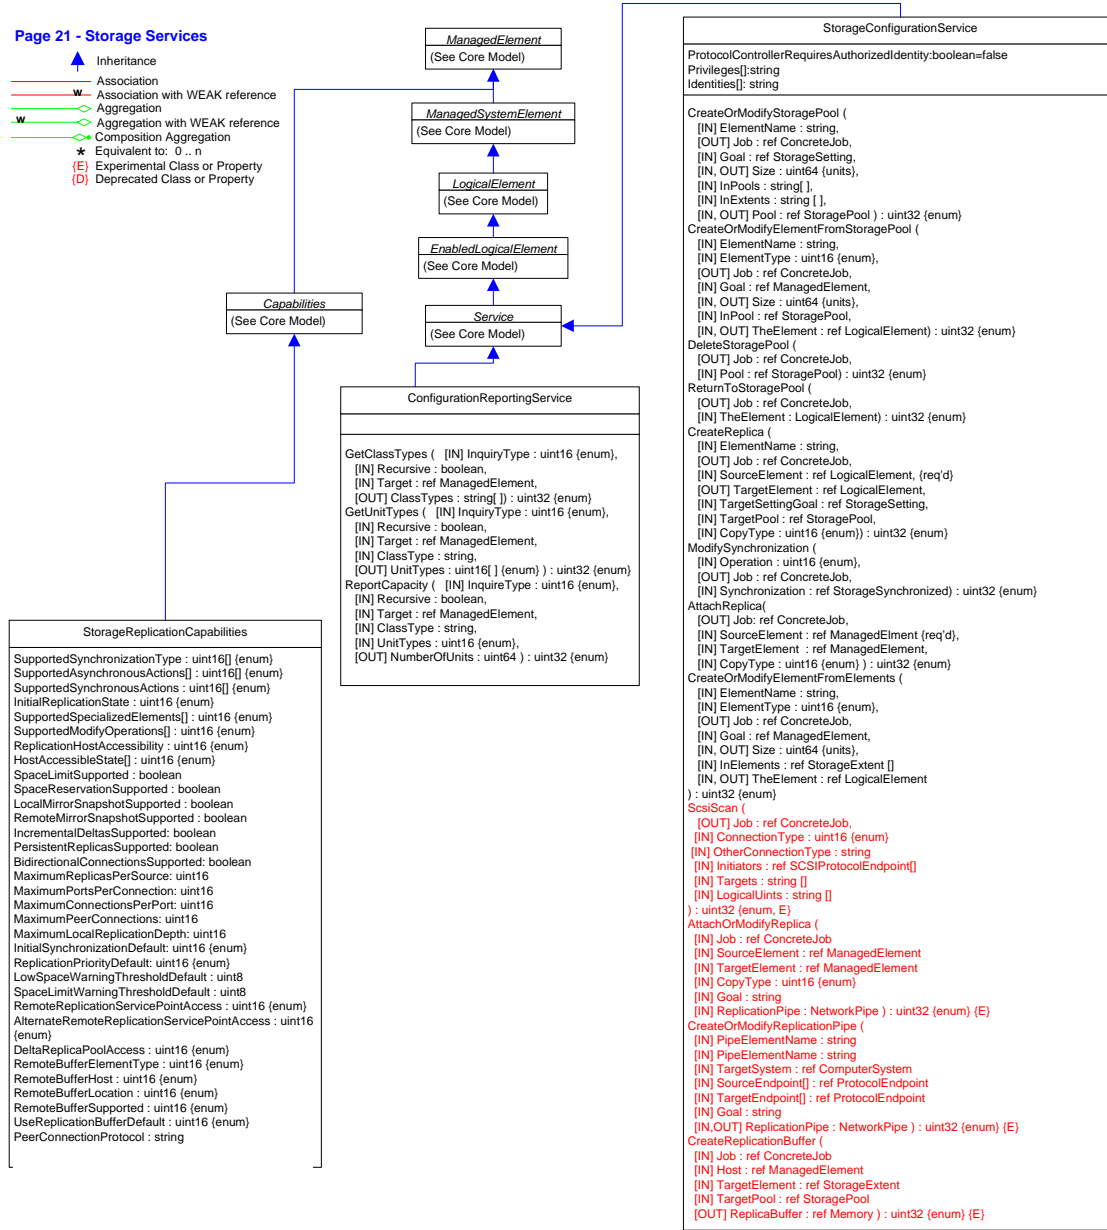 Page 21 - Storage Services
Inheritance
Association
w
Association with WEAK reference
Aggregation
w
Aggregation with WEAK reference
Composition Aggregation
* Equivalent to: 0 .. n
{E} Experimental Class or Property
{D} Deprecated Class or Property
ManagedElement
(See Core Model)
ManagedSystemElement
(See Core Model)
LogicalElement
(See Core Model)
EnabledLogicalElement
(See Core Model)
Capabilities
(See Core Model)
Service
(See Core Model)
ConfigurationReportingService
GetClassTypes ( [IN] InquiryType : uint16 {enum},
[IN] Recursive : boolean,
[IN] Target : ref ManagedElement,
[OUT] ClassTypes : string[ ]) : uint32 {enum}
GetUnitTypes ( [IN] InquiryType : uint16 {enum},
[IN] Recursive : boolean,
[IN] Target : ref ManagedElement,
[IN] ClassType : string,
[OUT] UnitTypes : uint16[ ] {enum} ) : uint32 {enum}
ReportCapacity ( [IN] InquireType : uint16 {enum},
[IN] Recursive : boolean,
[IN] Target : ref ManagedElement,
[IN] ClassType : string,
[IN] UnitTypes : uint16 {enum},
[OUT] NumberOfUnits : uint64 ) : uint32 {enum}
StorageReplicationCapabilities
SupportedSynchronizationType : uint16[] {enum}
SupportedAsynchronousActions[] : uint16[] {enum}
SupportedSynchronousActions : uint16[] {enum}
InitialReplicationState : uint16 {enum}
SupportedSpecializedElements[] : uint16 {enum}
SupportedModifyOperations[] : uint16 {enum}
ReplicationHostAccessibility : uint16 {enum}
HostAccessibleState[] : uint16 {enum}
SpaceLimitSupported : boolean
SpaceReservationSupported : boolean
LocalMirrorSnapshotSupported : boolean
RemoteMirrorSnapshotSupported : boolean
IncrementalDeltasSupported: boolean
PersistentReplicasSupported: boolean
BidirectionalConnectionsSupported: boolean
MaximumReplicasPerSource: uint16
MaximumPortsPerConnection: uint16
MaximumConnectionsPerPort: uint16
MaximumPeerConnections: uint16
MaximumLocalReplicationDepth: uint16
InitialSynchronizationDefault: uint16 {enum}
ReplicationPriorityDefault: uint16 {enum}
LowSpaceWarningThresholdDefault : uint8
SpaceLimitWarningThresholdDefault : uint8
RemoteReplicationServicePointAccess : uint16 {enum}
AlternateRemoteReplicationServicePointAccess : uint16
{enum}
DeltaReplicaPoolAccess : uint16 {enum}
RemoteBufferElementType : uint16 {enum}
RemoteBufferHost : uint16 {enum}
RemoteBufferLocation : uint16 {enum}
RemoteBufferSupported : uint16 {enum}
UseReplicationBufferDefault : uint16 {enum}
PeerConnectionProtocol : string
StorageConfigurationService
ProtocolControllerRequiresAuthorizedIdentity:boolean=false
Privileges[]:string
Identities[]: string
CreateOrModifyStoragePool (
[IN] ElementName : string,
[OUT] Job : ref ConcreteJob,
[IN] Goal : ref StorageSetting,
[IN, OUT] Size : uint64 {units},
[IN] InPools : string[ ],
[IN] InExtents : string [ ],
[IN, OUT] Pool : ref StoragePool ) : uint32 {enum}
CreateOrModifyElementFromStoragePool (
[IN] ElementName : string,
[IN] ElementType : uint16 {enum},
[OUT] Job : ref ConcreteJob,
[IN] Goal : ref ManagedElement,
[IN, OUT] Size : uint64 {units},
[IN] InPool : ref StoragePool,
[IN, OUT] TheElement : ref LogicalElement) : uint32 {enum}
DeleteStoragePool (
[OUT] Job : ref ConcreteJob,
[IN] Pool : ref StoragePool) : uint32 {enum}
ReturnToStoragePool (
[OUT] Job : ref ConcreteJob,
[IN] TheElement : LogicalElement) : uint32 {enum}
CreateReplica (
[IN] ElementName : string,
[OUT] Job : ref ConcreteJob,
[IN] SourceElement : ref LogicalElement, {req'd}
[OUT] TargetElement : ref LogicalElement,
[IN] TargetSettingGoal : ref StorageSetting,
[IN] TargetPool : ref StoragePool,
[IN] CopyType : uint16 {enum}) : uint32 {enum}
ModifySynchronization (
[IN] Operation : uint16 {enum},
[OUT] Job : ref ConcreteJob,
[IN] Synchronization : ref StorageSynchronized) : uint32 {enum}
AttachReplica(
[OUT] Job: ref ConcreteJob,
[IN] SourceElement : ref ManagedElment {req'd},
[IN] TargetElement : ref ManagedElement,
[IN] CopyType : uint16 {enum} ) : uint32 {enum}
CreateOrModifyElementFromElements (
[IN] ElementName : string,
[IN] ElementType : uint16 {enum},
[OUT] Job : ref ConcreteJob,
[IN] Goal : ref ManagedElement,
[IN, OUT] Size : uint64 {units},
[IN] InElements : ref StorageExtent []
[IN, OUT] TheElement : ref LogicalElement
) : uint32 {enum}
ScsiScan (
[OUT] Job : ref ConcreteJob,
[IN] ConnectionType : uint16 {enum}
[IN] OtherConnectionType : string
[IN] Initiators : ref SCSIProtocolEndpoint[]
[IN] Targets : string []
[IN] LogicalUints : string []
) : uint32 {enum, E}
AttachOrModifyReplica (
[IN] Job : ref ConcreteJob
[IN] SourceElement : ref ManagedElement
[IN] TargetElement : ref ManagedElement
[IN] CopyType : uint16 {enum}
[IN] Goal : string
[IN] ReplicationPipe : NetworkPipe ) : uint32 {enum} {E}
CreateOrModifyReplicationPipe (
[IN] PipeElementName : string
[IN] PipeElementName : string
[IN] TargetSystem : ref ComputerSystem
[IN] SourceEndpoint[] : ref ProtocolEndpoint
[IN] TargetEndpoint[] : ref ProtocolEndpoint
[IN] Goal : string
[IN,OUT] ReplicationPipe : NetworkPipe ) : uint32 {enum} {E}
CreateReplicationBuffer (
[IN] Job : ref ConcreteJob
[IN] Host : ref ManagedElement
[IN] TargetElement : ref StorageExtent
[IN] TargetPool : ref StoragePool
[OUT] ReplicaBuffer : ref Memory ) : uint32 {enum} {E}